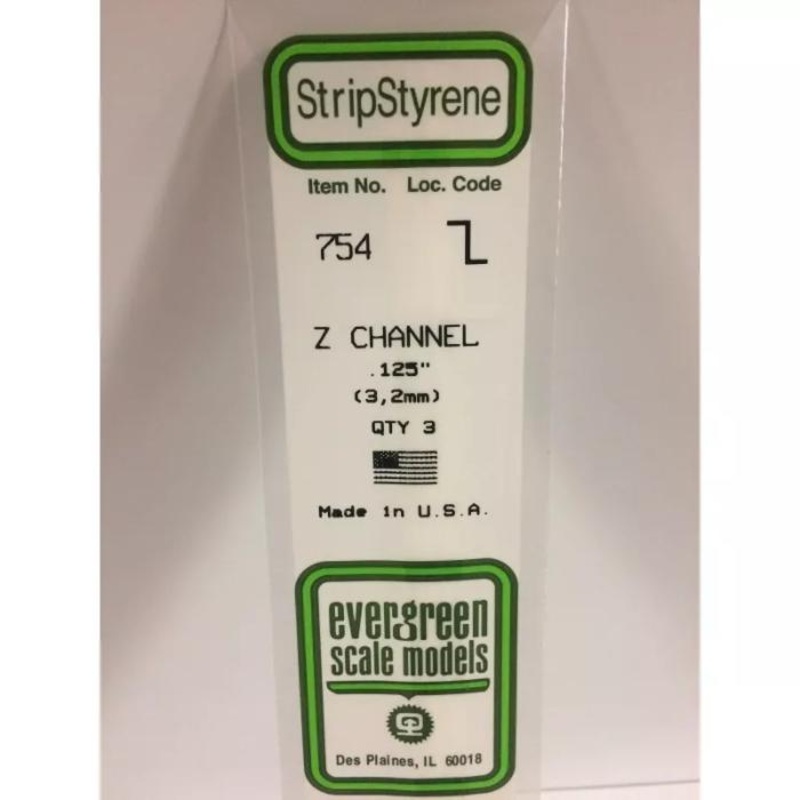 StripStyrene
Item No. Loc. Code
754
Z CHANNEL
.125"
(3,2mm)
QTY 3
Made in U.S.A.
evergreen
scale models
Des Plaines, IL 60018